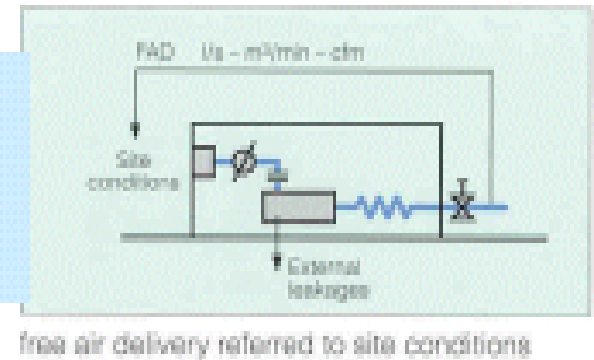 FAD l/s – m³/min – cfm
Site
conditions
External
leakages
free air delivery referred to site conditions